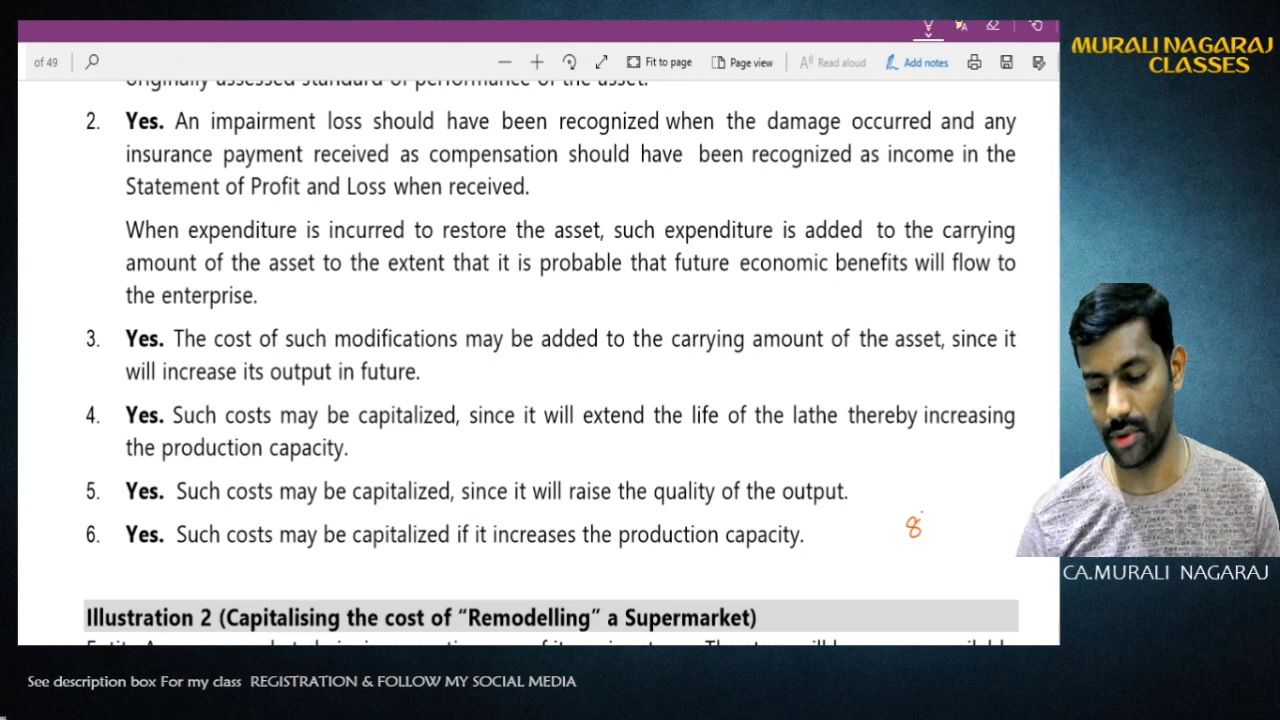 MURALI NAGARAJ
CLASSES
of 49
Fit to page
Page view
Read aloud
Add notes
originally assessed standard of performance of the asset.
2. Yes. An impairment loss should have been recognized when the damage occurred and any
insurance payment received as compensation should have been recognized as income in the
Statement of Profit and Loss when received.
When expenditure is incurred to restore the asset, such expenditure is added to the carrying
amount of the asset to the extent that it is probable that future economic benefits will flow to
the enterprise.
3. Yes. The cost of such modifications may be added to the carrying amount of the asset, since it
will increase its output in future.
4. Yes. Such costs may be capitalized, since it will extend the life of the lathe thereby increasing
the production capacity.
5. Yes. Such costs may be capitalized, since it will raise the quality of the output.
6. Yes. Such costs may be capitalized if it increases the production capacity.
8
Illustration 2 (Capitalising the cost of “Remodelling” a Supermarket)
CA.MURALI NAGARAJ
See description box For my class REGISTRATION & FOLLOW MY SOCIAL MEDIA